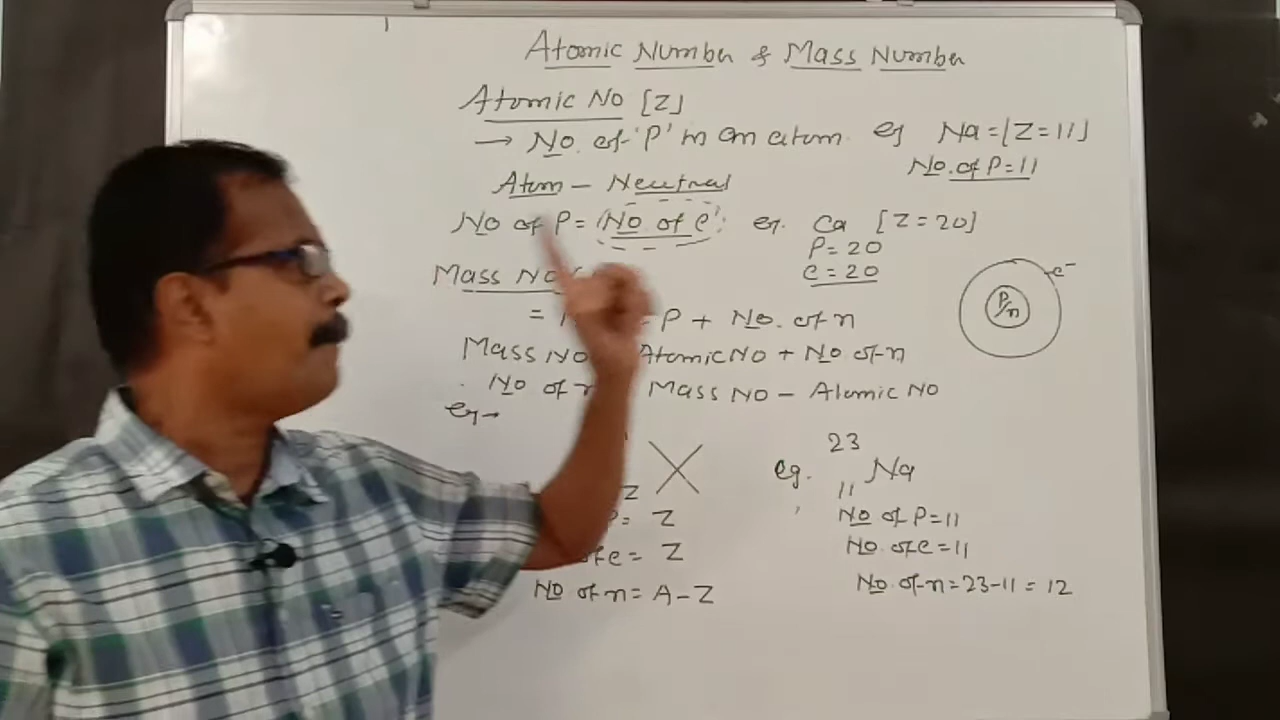 Atomic Number & Mass Number
Atomic No [Z]
→ No. of 'P' in an atom. eg Na = [Z = 11]
No. of P = 11
Atom - Neutral
No of P = (No. of e') eg. Ca [Z = 20]
P = 20
e = 20
Mass No
= P + No. of n
Mass No Atomic No + No of n
No of n Mass No - Atomic No
eg →
e-
P/n
X
Z
P = Z
of e = Z
No of n = A - Z
eg. 23
11 Na
No of P = 11
No. of e = 11
No. of n = 23 - 11 = 12